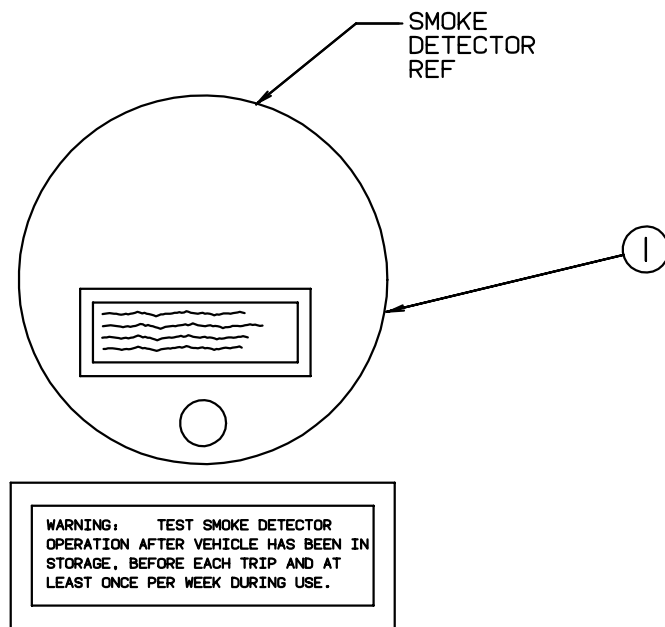 SMOKE
DETECTOR
REF
1
WARNING: TEST SMOKE DETECTOR
OPERATION AFTER VEHICLE HAS BEEN IN
STORAGE, BEFORE EACH TRIP AND AT
LEAST ONCE PER WEEK DURING USE.